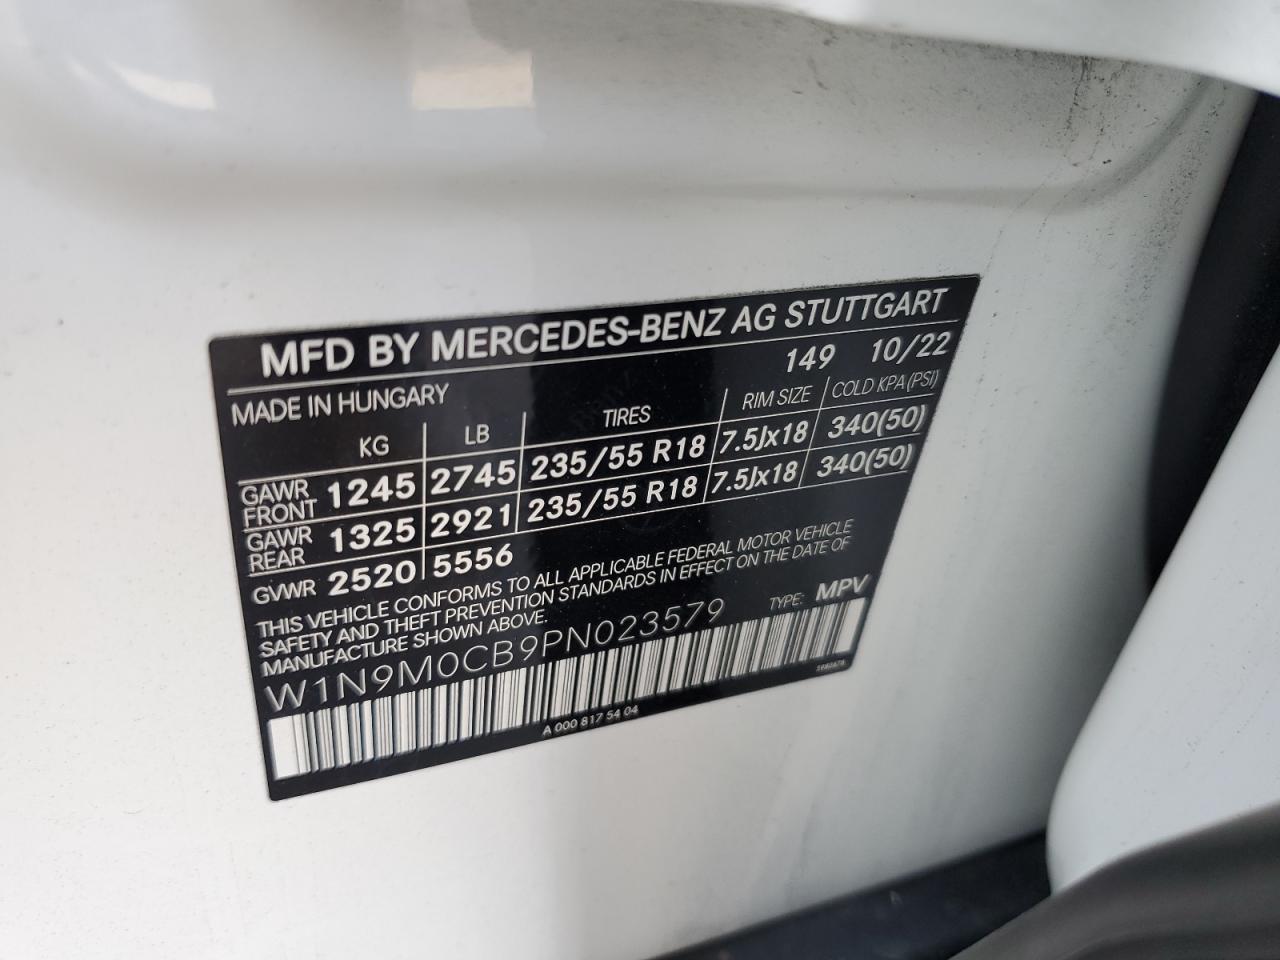 MFD BY MERCEDES-BENZ AG STUTTGART
MADE IN HUNGARY 149 10/22
KG LB TIRES RIM SIZE COLD KPA (PSI)
GAWR FRONT 1245 2745 235/55 R18 7.5Jx18 340(50)
GAWR REAR 1325 2921 235/55 R18 7.5Jx18 340(50)
GVWR 2520 5556
THIS VEHICLE CONFORMS TO ALL APPLICABLE FEDERAL MOTOR VEHICLE
SAFETY AND THEFT PREVENTION STANDARDS IN EFFECT ON THE DATE OF
MANUFACTURE SHOWN ABOVE.
W1N9M0CB9PN023579 TYPE: MPV
A 000 817 54 04